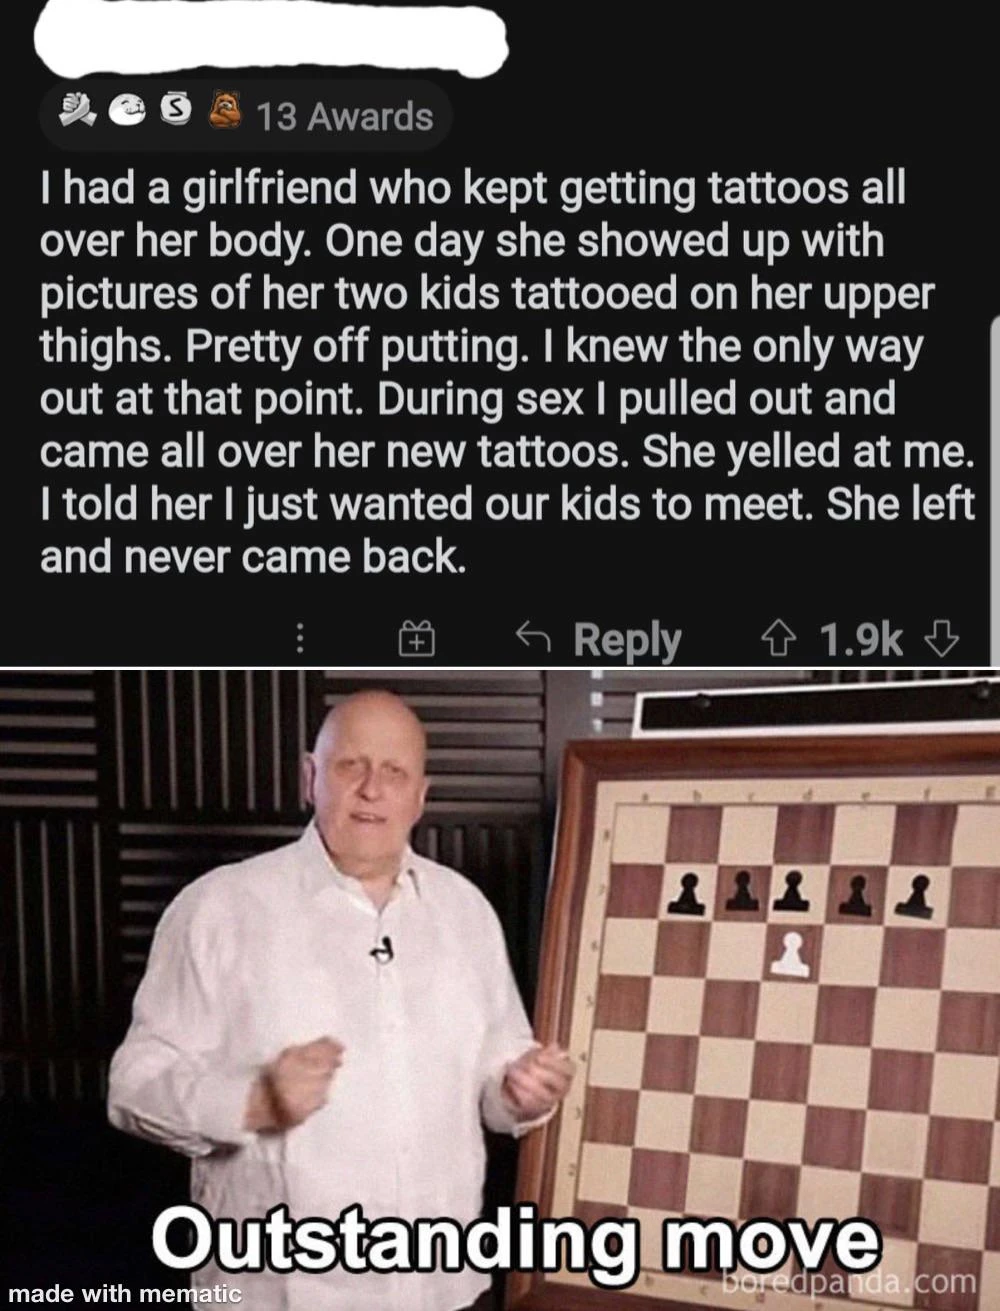 13 Awards
I had a girlfriend who kept getting tattoos all
over her body. One day she showed up with
pictures of her two kids tattooed on her upper
thighs. Pretty off putting. I knew the only way
out at that point. During sex I pulled out and
came all over her new tattoos. She yelled at me.
I told her I just wanted our kids to meet. She left
and never came back.
Reply 1.9k
Outstanding move
boredpanda.com
made with mematic